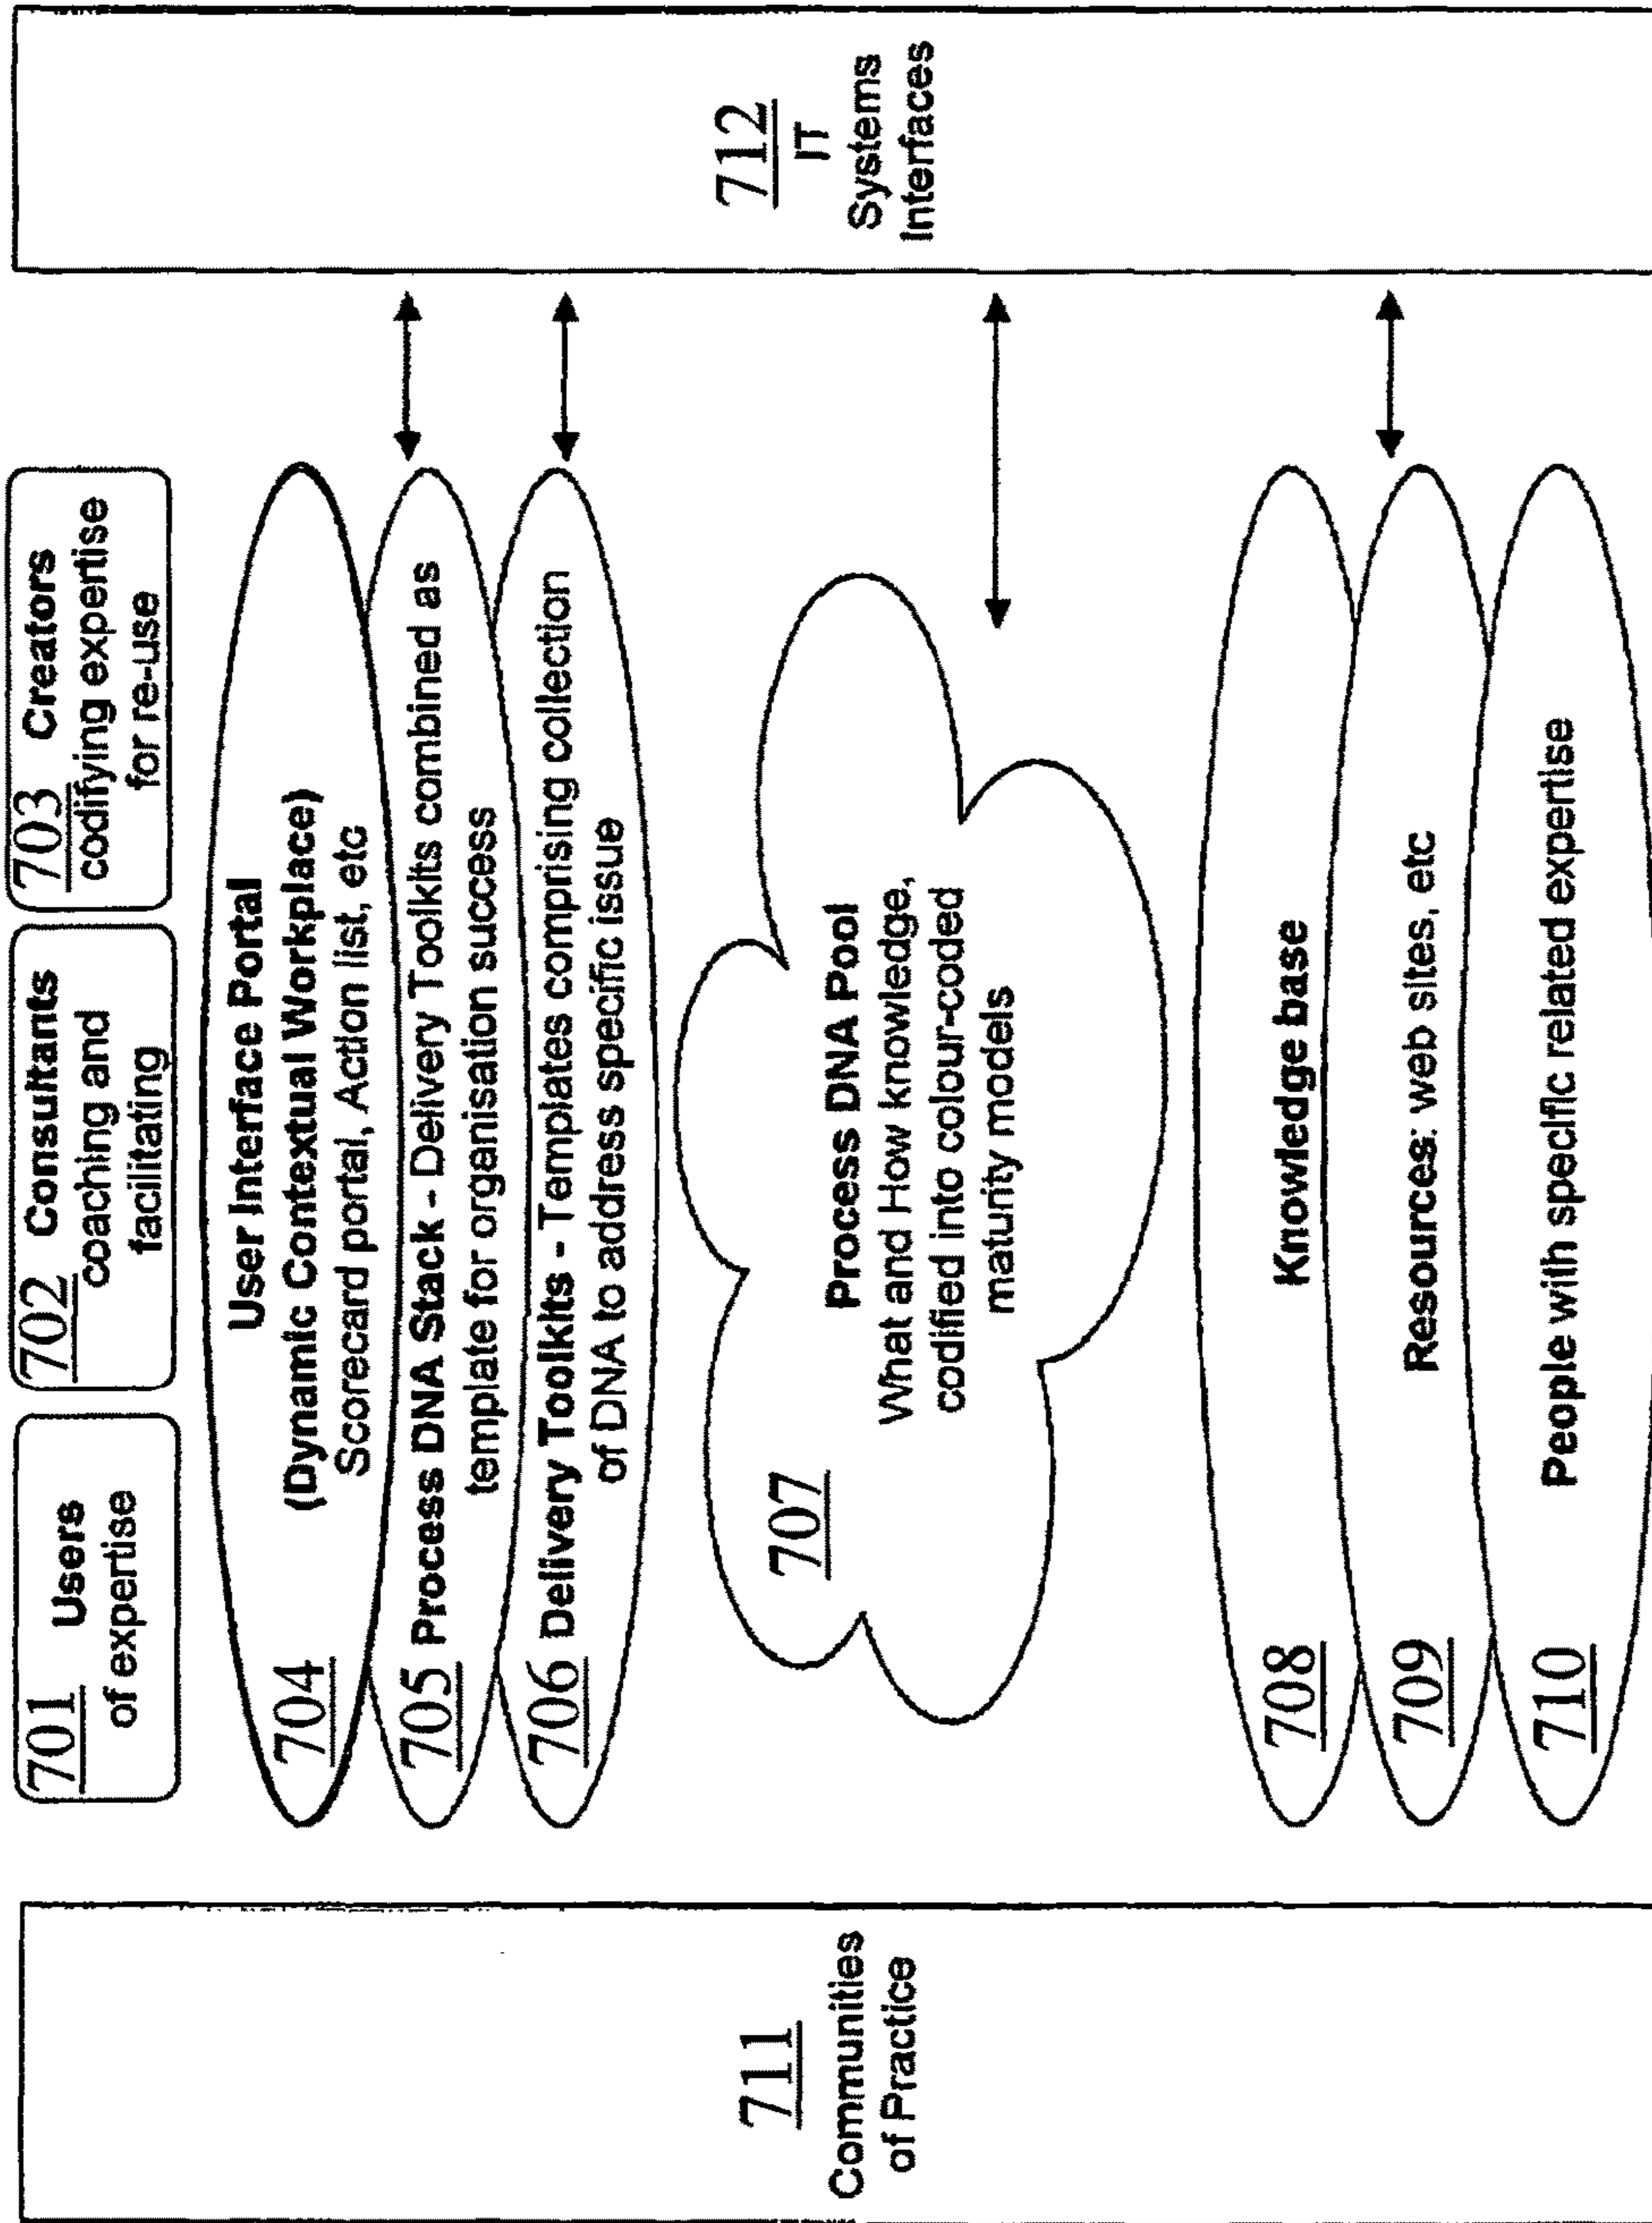 701 Users
of expertise
702 Consultants
coaching and
facilitating
703 Creators
codifying expertise
for re-use
704
User Interface Portal
(Dynamic Contextual Workplace)
Scorecard portal, Action list, etc
705 Process DNA Stack - Delivery Toolkits combined as
template for organisation success
706 Delivery Toolkits - Templates comprising collection
of DNA to address specific issue
707
Process DNA Pool
What and How knowledge,
codified into colour-coded
maturity models
708
Knowledge base
709
Resources: web sites, etc
710
People with specific related expertise
711
Communities
of Practice
712
IT
Systems
Interfaces